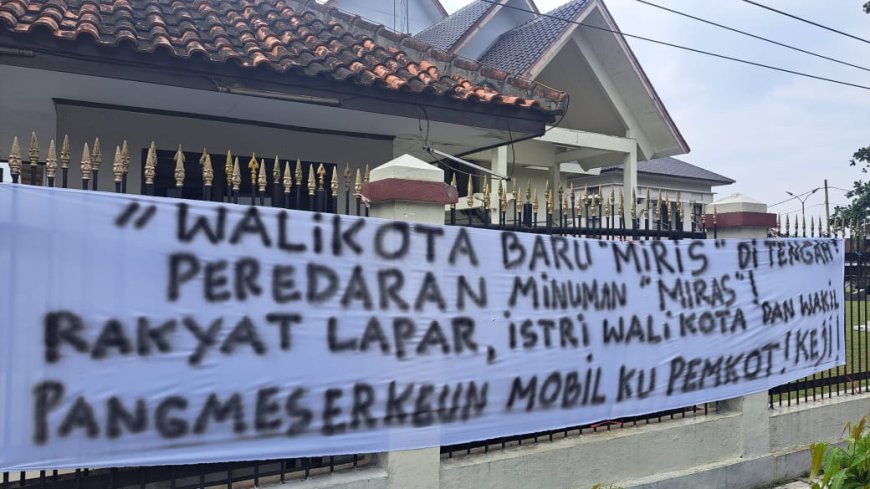 "WALiKOTA BARU "MiRiS" Di TENGAH"
PEREDARAN MiNUMAN "MiRAS"!
RAKYAT LAPAR, iSTRi WALi KOTA DAN WAKiL
PANGMESERKEUN MOBiL KU PEMKOT! KEJi!